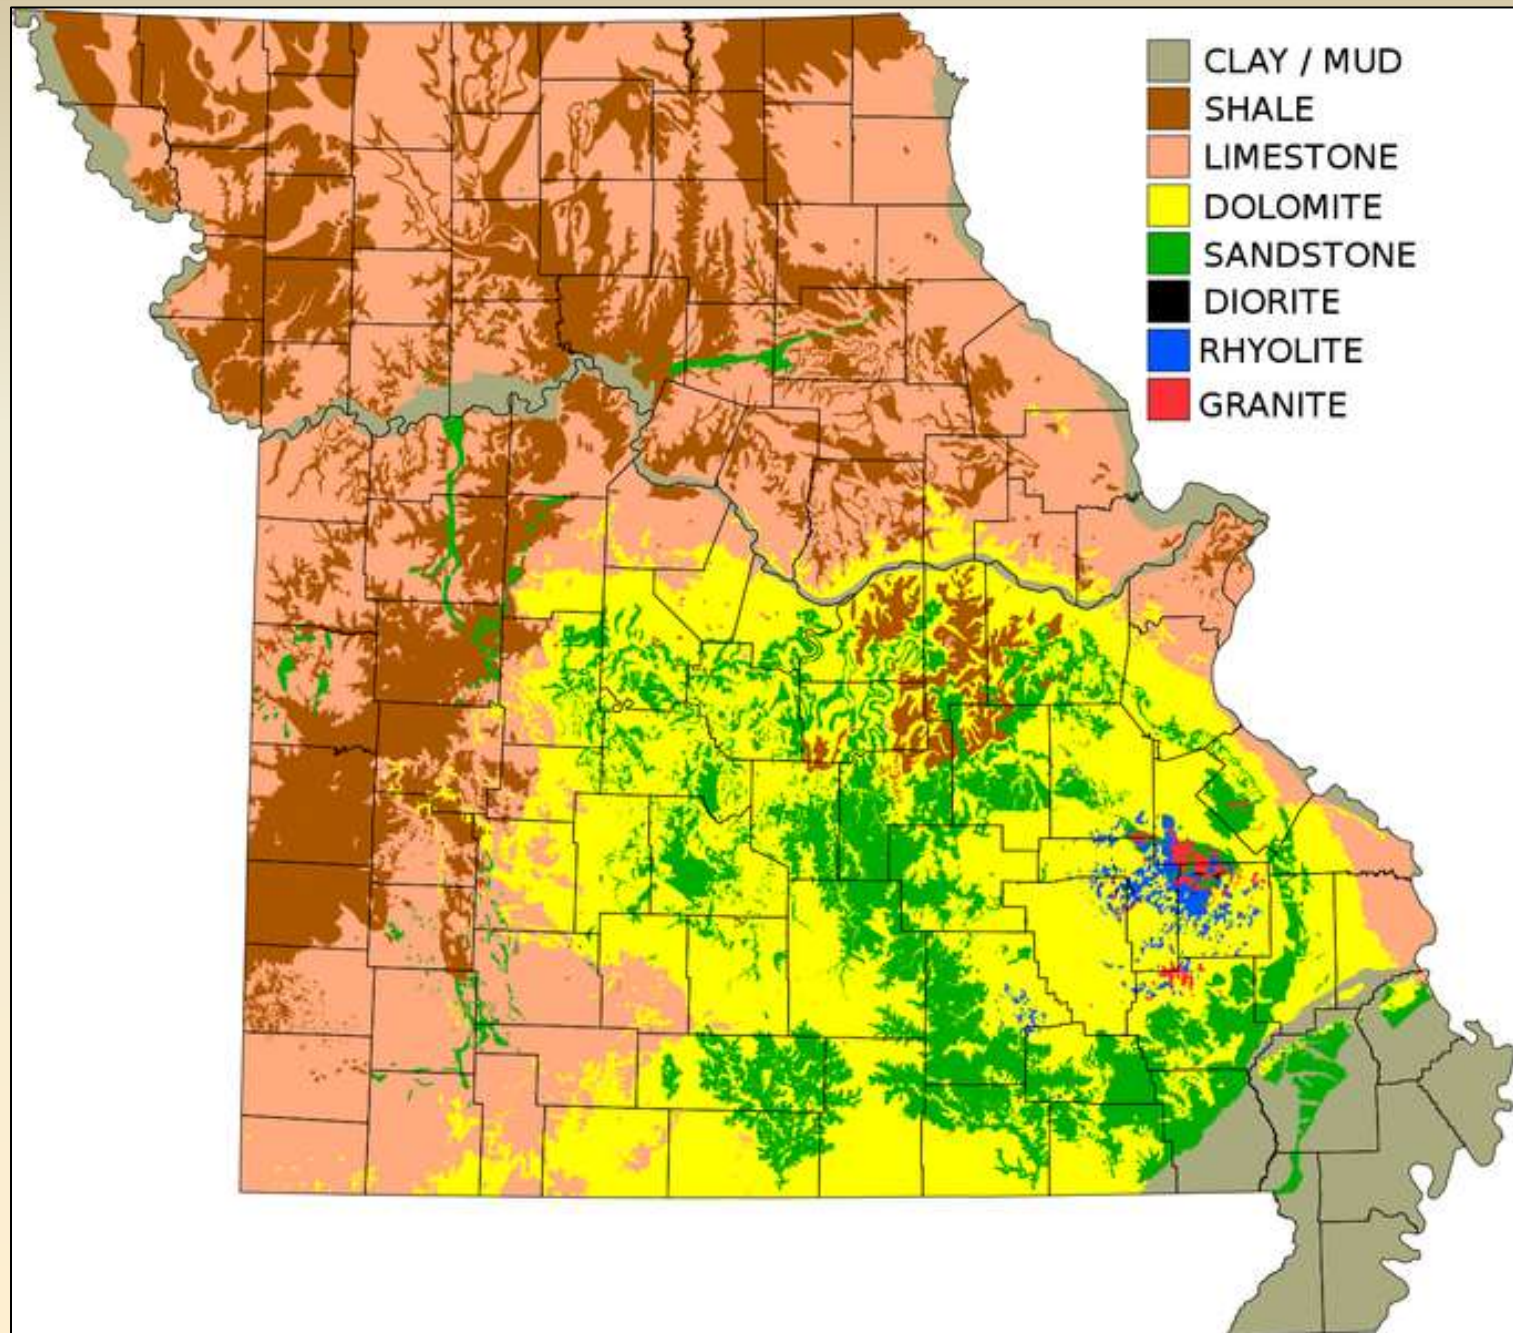 CLAY / MUD
SHALE
LIMESTONE
DOLOMITE
SANDSTONE
DIORITE
RHYOLITE
GRANITE